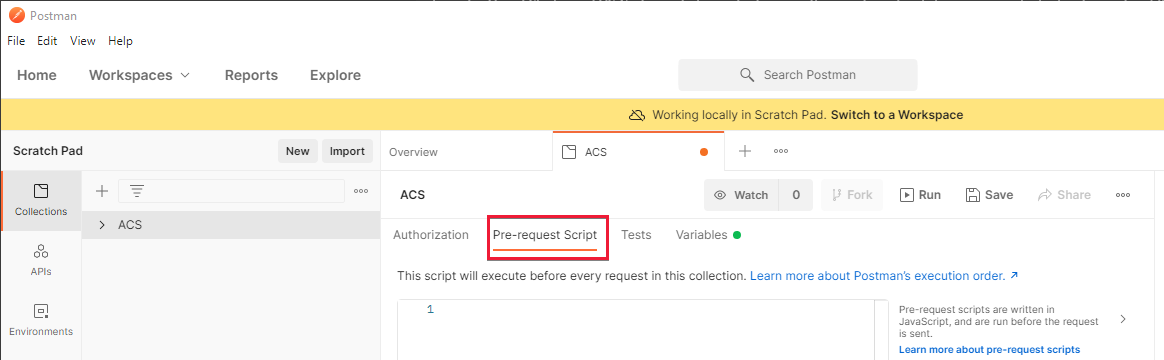 Postman
File Edit View Help
Home Workspaces Reports Explore Search Postman
Working locally in Scratch Pad. Switch to a Workspace
Scratch Pad New Import
Overview ACS
Collections
ACS
APIs
Environments
ACS Watch 0 Fork Run Save Share
Authorization Pre-request Script Tests Variables
This script will execute before every request in this collection. Learn more about Postman's execution order. ↗
1
Pre-request scripts are written in
JavaScript, and are run before the request
is sent.
Learn more about pre-request scripts